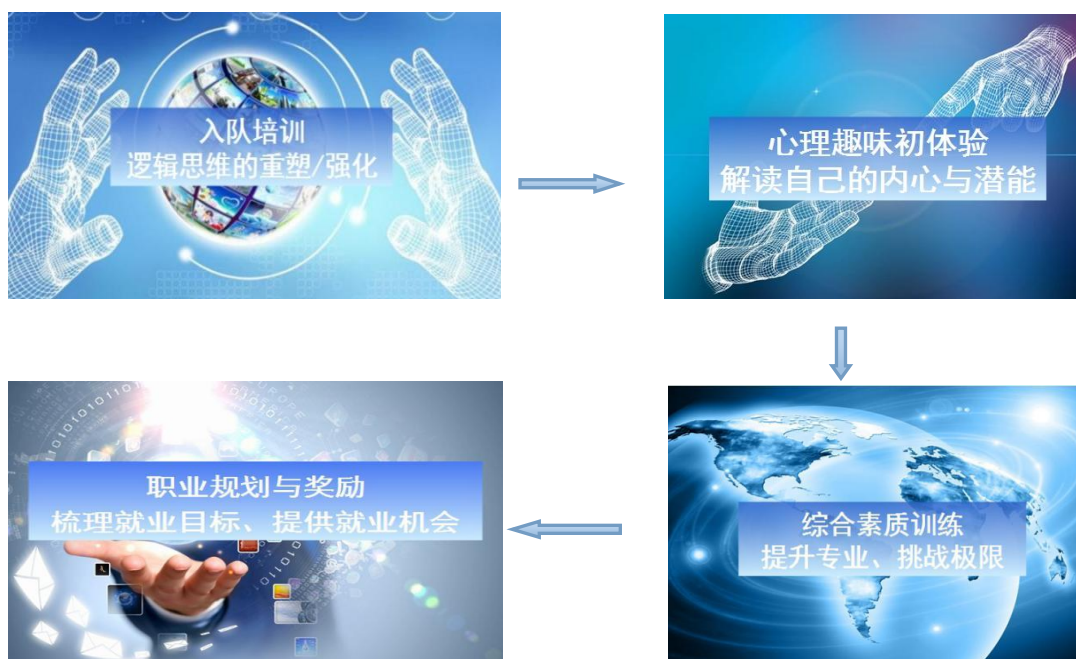 入队培训
逻辑思维的重塑/强化
心理趣味初体验
解读自己的内心与潜能
综合素质训练
提升专业、挑战极限
职业规划与奖励
梳理就业目标、提供就业机会